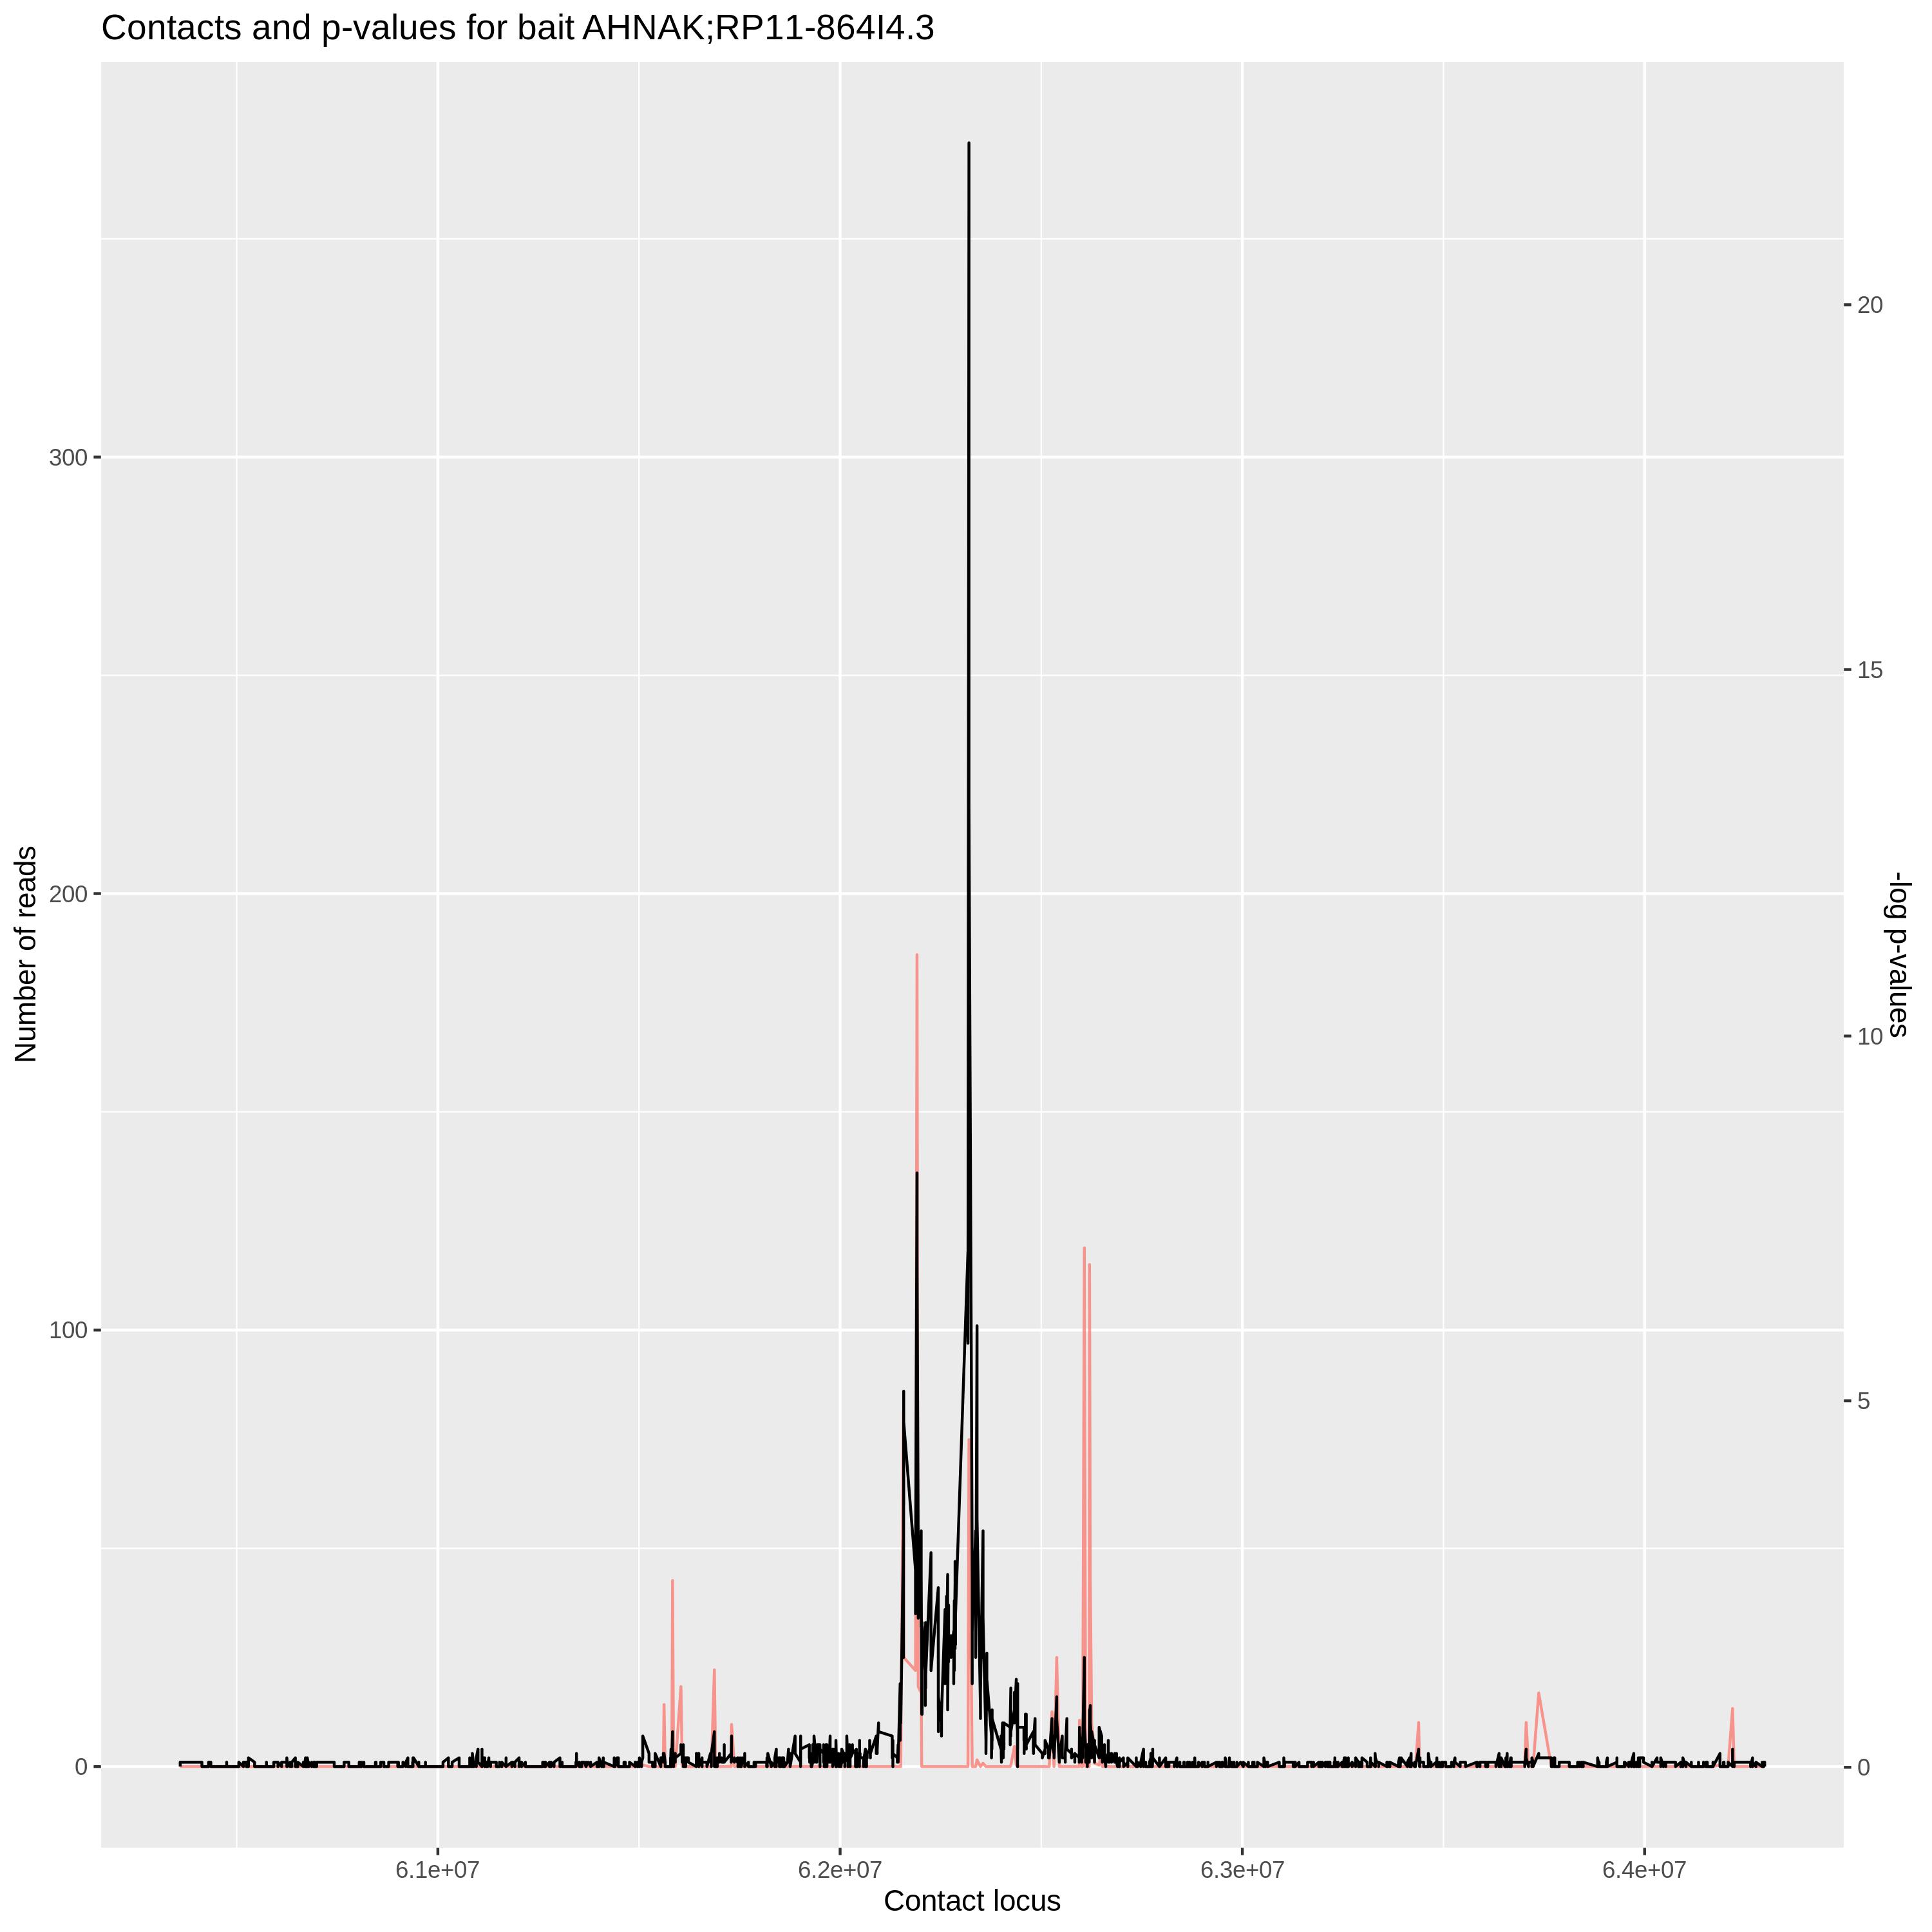 Contacts and p-values for bait AHNAK;RP11-864I4.3
Number of reads
300
200
100
0
20
15
10
5
0
-log p-values
6.1e+07 6.2e+07 6.3e+07 6.4e+07
Contact locus